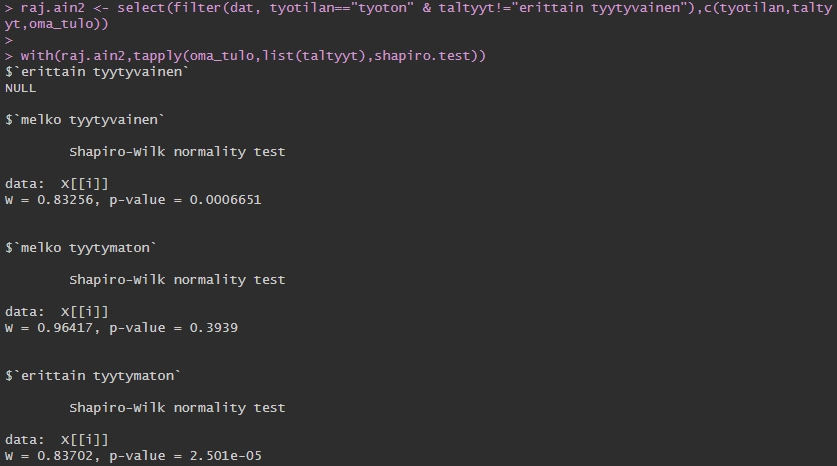 > raj.ain2 <- select(filter(dat, tyotilan=="tyoton" & taltyyt!="erittain tyytyvainen"),c(tyotilan,talty
yt,oma_tulo))
>
> with(raj.ain2,tapply(oma_tulo,list(taltyyt),shapiro.test))
$`erittain tyytyvainen`
NULL
$`melko tyytyvainen`
Shapiro-Wilk normality test
data:  X[[i]]
W = 0.83256, p-value = 0.0006651
$`melko tyytymaton`
Shapiro-Wilk normality test
data:  X[[i]]
W = 0.96417, p-value = 0.3939
$`erittain tyytymaton`
Shapiro-Wilk normality test
data:  X[[i]]
W = 0.83702, p-value = 2.501e-05